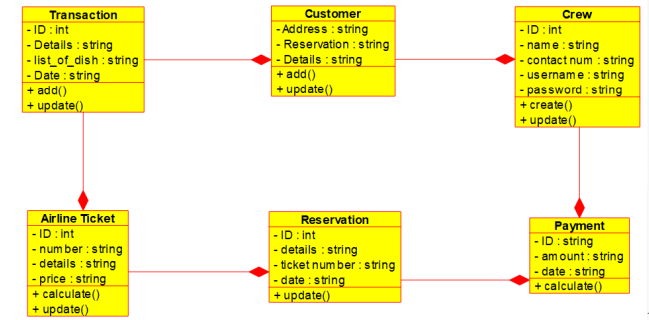 Transaction
- ID : int
- Details : string
- list_of_dish : string
- Date : string
+ add()
+ update()
Customer
- Address : string
- Reservation : string
- Details : string
+ add()
+ update()
Crew
- ID : int
- name : string
- contact num : string
- username : string
- password : string
+ create()
+ update()
Airline Ticket
- ID : int
- number : string
- details : string
- price : string
+ calculate()
+ update()
Reservation
- ID : int
- details : string
- ticket number : string
- date : string
+ update()
Payment
- ID : string
- amount : string
- date : string
+ calculate()